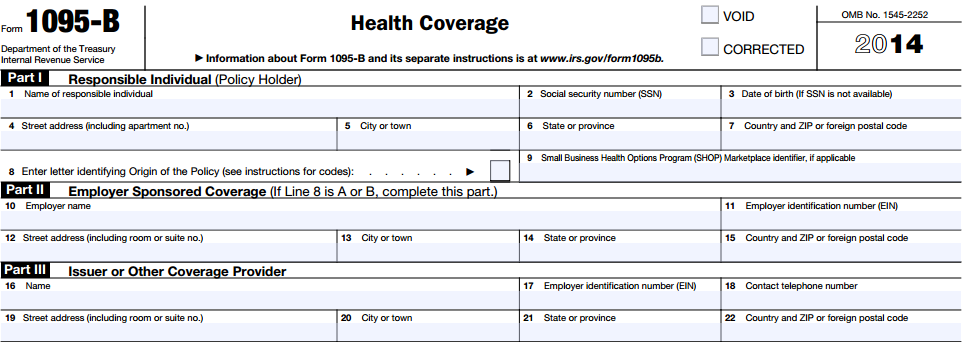 Form 1095-B
Department of the Treasury
Internal Revenue Service
Health Coverage
▶ Information about Form 1095-B and its separate instructions is at www.irs.gov/form1095b.
VOID
CORRECTED
OMB No. 1545-2252
2014
Part I Responsible Individual (Policy Holder)
1 Name of responsible individual
2 Social security number (SSN)
3 Date of birth (If SSN is not available)
4 Street address (including apartment no.)
5 City or town
6 State or province
7 Country and ZIP or foreign postal code
8 Enter letter identifying Origin of the Policy (see instructions for codes): . . . . . . ▶
9 Small Business Health Options Program (SHOP) Marketplace identifier, if applicable
Part II Employer Sponsored Coverage (If Line 8 is A or B, complete this part.)
10 Employer name
11 Employer identification number (EIN)
12 Street address (including room or suite no.)
13 City or town
14 State or province
15 Country and ZIP or foreign postal code
Part III Issuer or Other Coverage Provider
16 Name
17 Employer identification number (EIN)
18 Contact telephone number
19 Street address (including room or suite no.)
20 City or town
21 State or province
22 Country and ZIP or foreign postal code